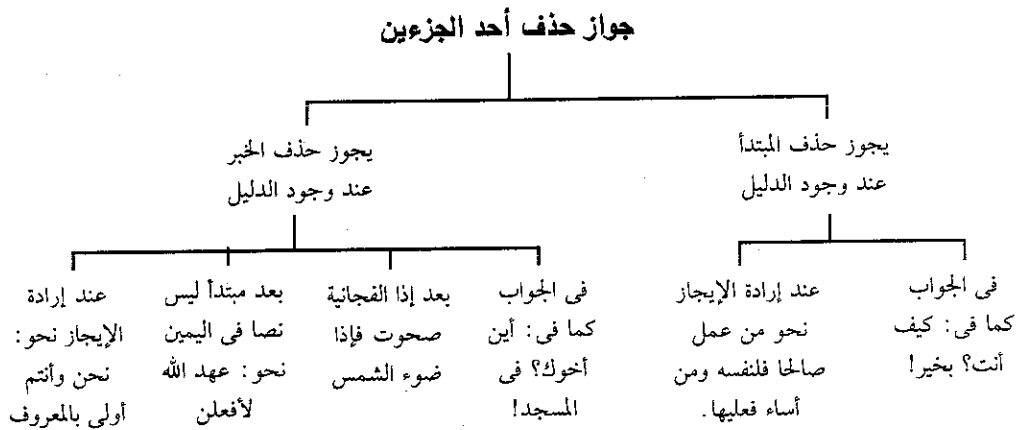 جواز حذف أحد الجزءين
يجوز حذف المبتدأ
عند وجود الدليل
يجوز حذف الخبر
عند وجود الدليل
فى الجواب
كما فى: كيف
أنت؟ بخير!
عند إرادة الإيجاز
نحو من عمل
صالحا فلنفسه ومن
أساء فعليها.
فى الجواب
كما فى: أين
أخوك؟ فى
المسجد!
بعد إذا الفجائية
صحوت فإذا
ضوء الشمس
بعد مبتدأ ليس
نصا فى اليمين
نحو: عهد الله
لأفعلن
عند إرادة
الإيجاز نحو:
نحن وأنتم
أولى بالمعروف